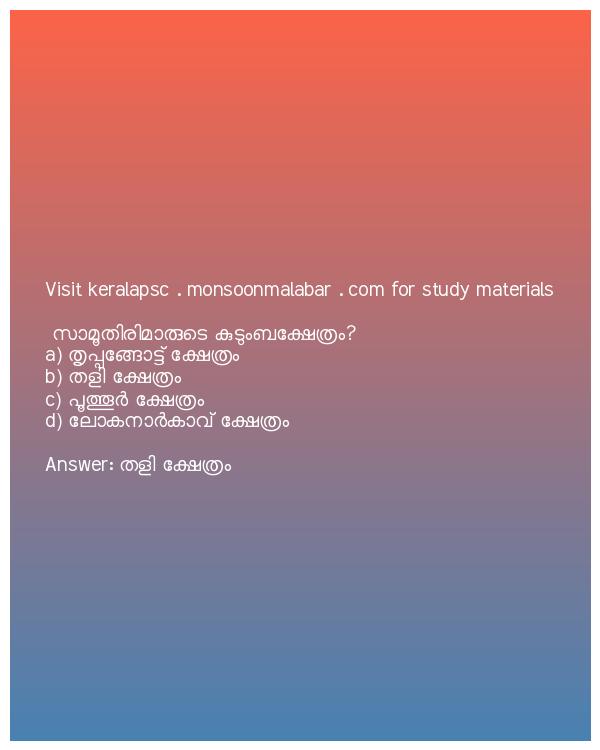 Visit keralapsc . monsoonmalabar . com for study materials
സാമൂതിരിമാരുടെ കുടുംബക്ഷേത്രം?
a) തൃപ്പങ്ങോട്ട് ക്ഷേത്രം
b) തളി ക്ഷേത്രം
c) പൂത്തൂർ ക്ഷേത്രം
d) ലോകനാർകാവ് ക്ഷേത്രം
Answer: തളി ക്ഷേത്രം